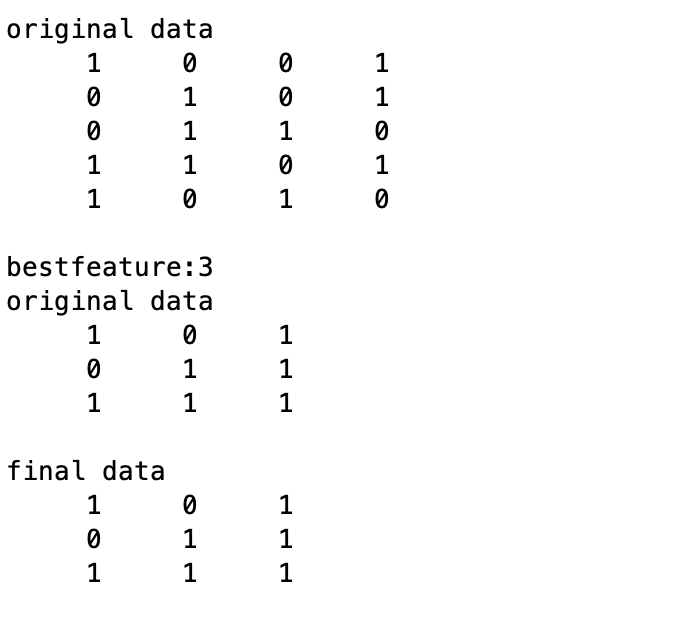 original data
1 0 0 1
0 1 0 1
0 1 1 0
1 1 0 1
1 0 1 0
bestfeature:3
original data
1 0 1
0 1 1
1 1 1
final data
1 0 1
0 1 1
1 1 1